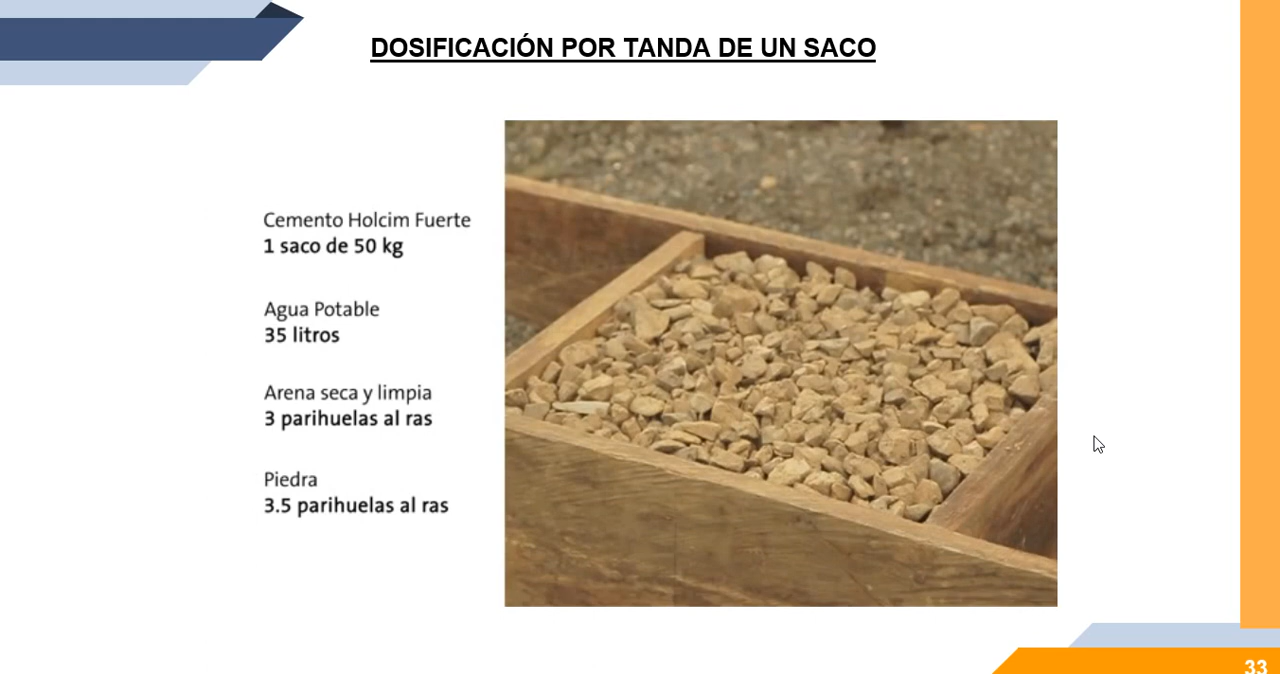 DOSIFICACIÓN POR TANDA DE UN SACO
Cemento Holcim Fuerte
1 saco de 50 kg
Agua Potable
35 litros
Arena seca y limpia
3 parihuelas al ras
Piedra
3.5 parihuelas al ras
33